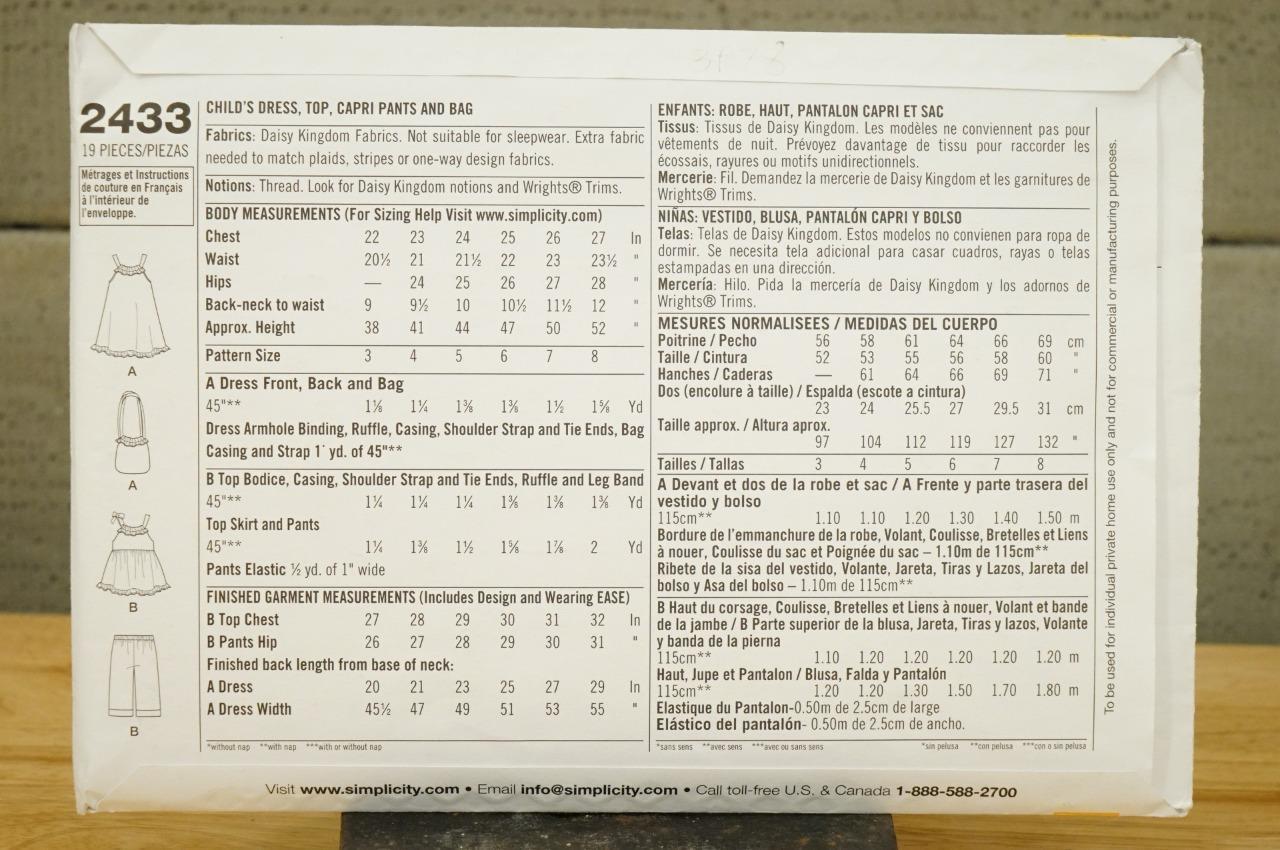 2433
19 PIECES/PIEZAS
Métrages et Instructions
de couture en Français
à l'intérieur de
l'enveloppe.
A
A
B
B
CHILD'S DRESS, TOP, CAPRI PANTS AND BAG
Fabrics: Daisy Kingdom Fabrics. Not suitable for sleepwear. Extra fabric
needed to match plaids, stripes or one-way design fabrics.
Notions: Thread. Look for Daisy Kingdom notions and Wrights® Trims.
BODY MEASUREMENTS (For Sizing Help Visit www.simplicity.com)
Chest 22 23 24 25 26 27 In
Waist 20½ 21 21½ 22 23 23½ "
Hips — 24 25 26 27 28 "
Back-neck to waist 9 9½ 10 10½ 11½ 12 "
Approx. Height 38 41 44 47 50 52 "
Pattern Size 3 4 5 6 7 8
A Dress Front, Back and Bag
45"** 1⅛ 1¼ 1⅜ 1⅜ 1½ 1⅝ Yd
Dress Armhole Binding, Ruffle, Casing, Shoulder Strap and Tie Ends, Bag
Casing and Strap 1 yd. of 45"**
B Top Bodice, Casing, Shoulder Strap and Tie Ends, Ruffle and Leg Band
45"** 1¼ 1¼ 1¼ 1⅜ 1⅜ 1⅜ Yd
Top Skirt and Pants
45"** 1¼ 1⅜ 1½ 1⅝ 1⅞ 2 Yd
Pants Elastic ½ yd. of 1" wide
FINISHED GARMENT MEASUREMENTS (Includes Design and Wearing EASE)
B Top Chest 27 28 29 30 31 32 In
B Pants Hip 26 27 28 29 30 31 "
Finished back length from base of neck:
A Dress 20 21 23 25 27 29 In
A Dress Width 45½ 47 49 51 53 55 "
*without nap **with nap ***with or without nap
ENFANTS: ROBE, HAUT, PANTALON CAPRI ET SAC
Tissus: Tissus de Daisy Kingdom. Les modèles ne conviennent pas pour
vêtements de nuit. Prévoyez davantage de tissu pour raccorder les
écossais, rayures ou motifs unidirectionnels.
Mercerie: Fil. Demandez la mercerie de Daisy Kingdom et les garnitures de
Wrights® Trims.
NIÑAS: VESTIDO, BLUSA, PANTALÓN CAPRI Y BOLSO
Telas: Telas de Daisy Kingdom. Estos modelos no convienen para ropa de
dormir. Se necesita tela adicional para casar cuadros, rayas o telas
estampadas en una dirección.
Mercería: Hilo. Pida la mercería de Daisy Kingdom y los adornos de
Wrights® Trims.
MESURES NORMALISEES / MEDIDAS DEL CUERPO
Poitrine / Pecho 56 58 61 64 66 69 cm
Taille / Cintura 52 53 55 56 58 60 "
Hanches / Caderas — 61 64 66 69 71 "
Dos (encolure à taille) / Espalda (escote a cintura)
23 24 25.5 27 29.5 31 cm
Taille approx. / Altura aprox.
97 104 112 119 127 132 "
Tailles / Tallas 3 4 5 6 7 8
A Devant et dos de la robe et sac / A Frente y parte trasera del
vestido y bolso
115cm** 1.10 1.10 1.20 1.30 1.40 1.50 m
Bordure de l'emmanchure de la robe, Volant, Coulisse, Bretelles et Liens
à nouer, Coulisse du sac et Poignée du sac – 1.10m de 115cm**
Ribete de la sisa del vestido, Volante, Jareta, Tiras y Lazos, Jareta del
bolso y Asa del bolso – 1.10m de 115cm**
B Haut du corsage, Coulisse, Bretelles et Liens à nouer, Volant et bande
de la jambe / B Parte superior de la blusa, Jareta, Tiras y lazos, Volante
y banda de la pierna
115cm** 1.10 1.20 1.20 1.20 1.20 1.20 m
Haut, Jupe et Pantalon / Blusa, Falda y Pantalón
115cm** 1.20 1.20 1.30 1.50 1.70 1.80 m
Elastique du Pantalon-0.50m de 2.5cm de large
Elástico del pantalón- 0.50m de 2.5cm de ancho.
*sans sens **avec sens ***avec ou sans sens *sin pelusa **con pelusa ***con o sin pelusa
To be used for individual private home use only and not for commercial or manufacturing purposes.
Visit www.simplicity.com • Email info@simplicity.com • Call toll-free U.S. & Canada 1-888-588-2700